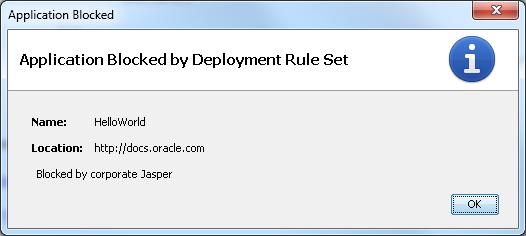 Application Blocked
Application Blocked by Deployment Rule Set
Name: HelloWorld
Location: http://docs.oracle.com
Blocked by corporate Jasper
OK